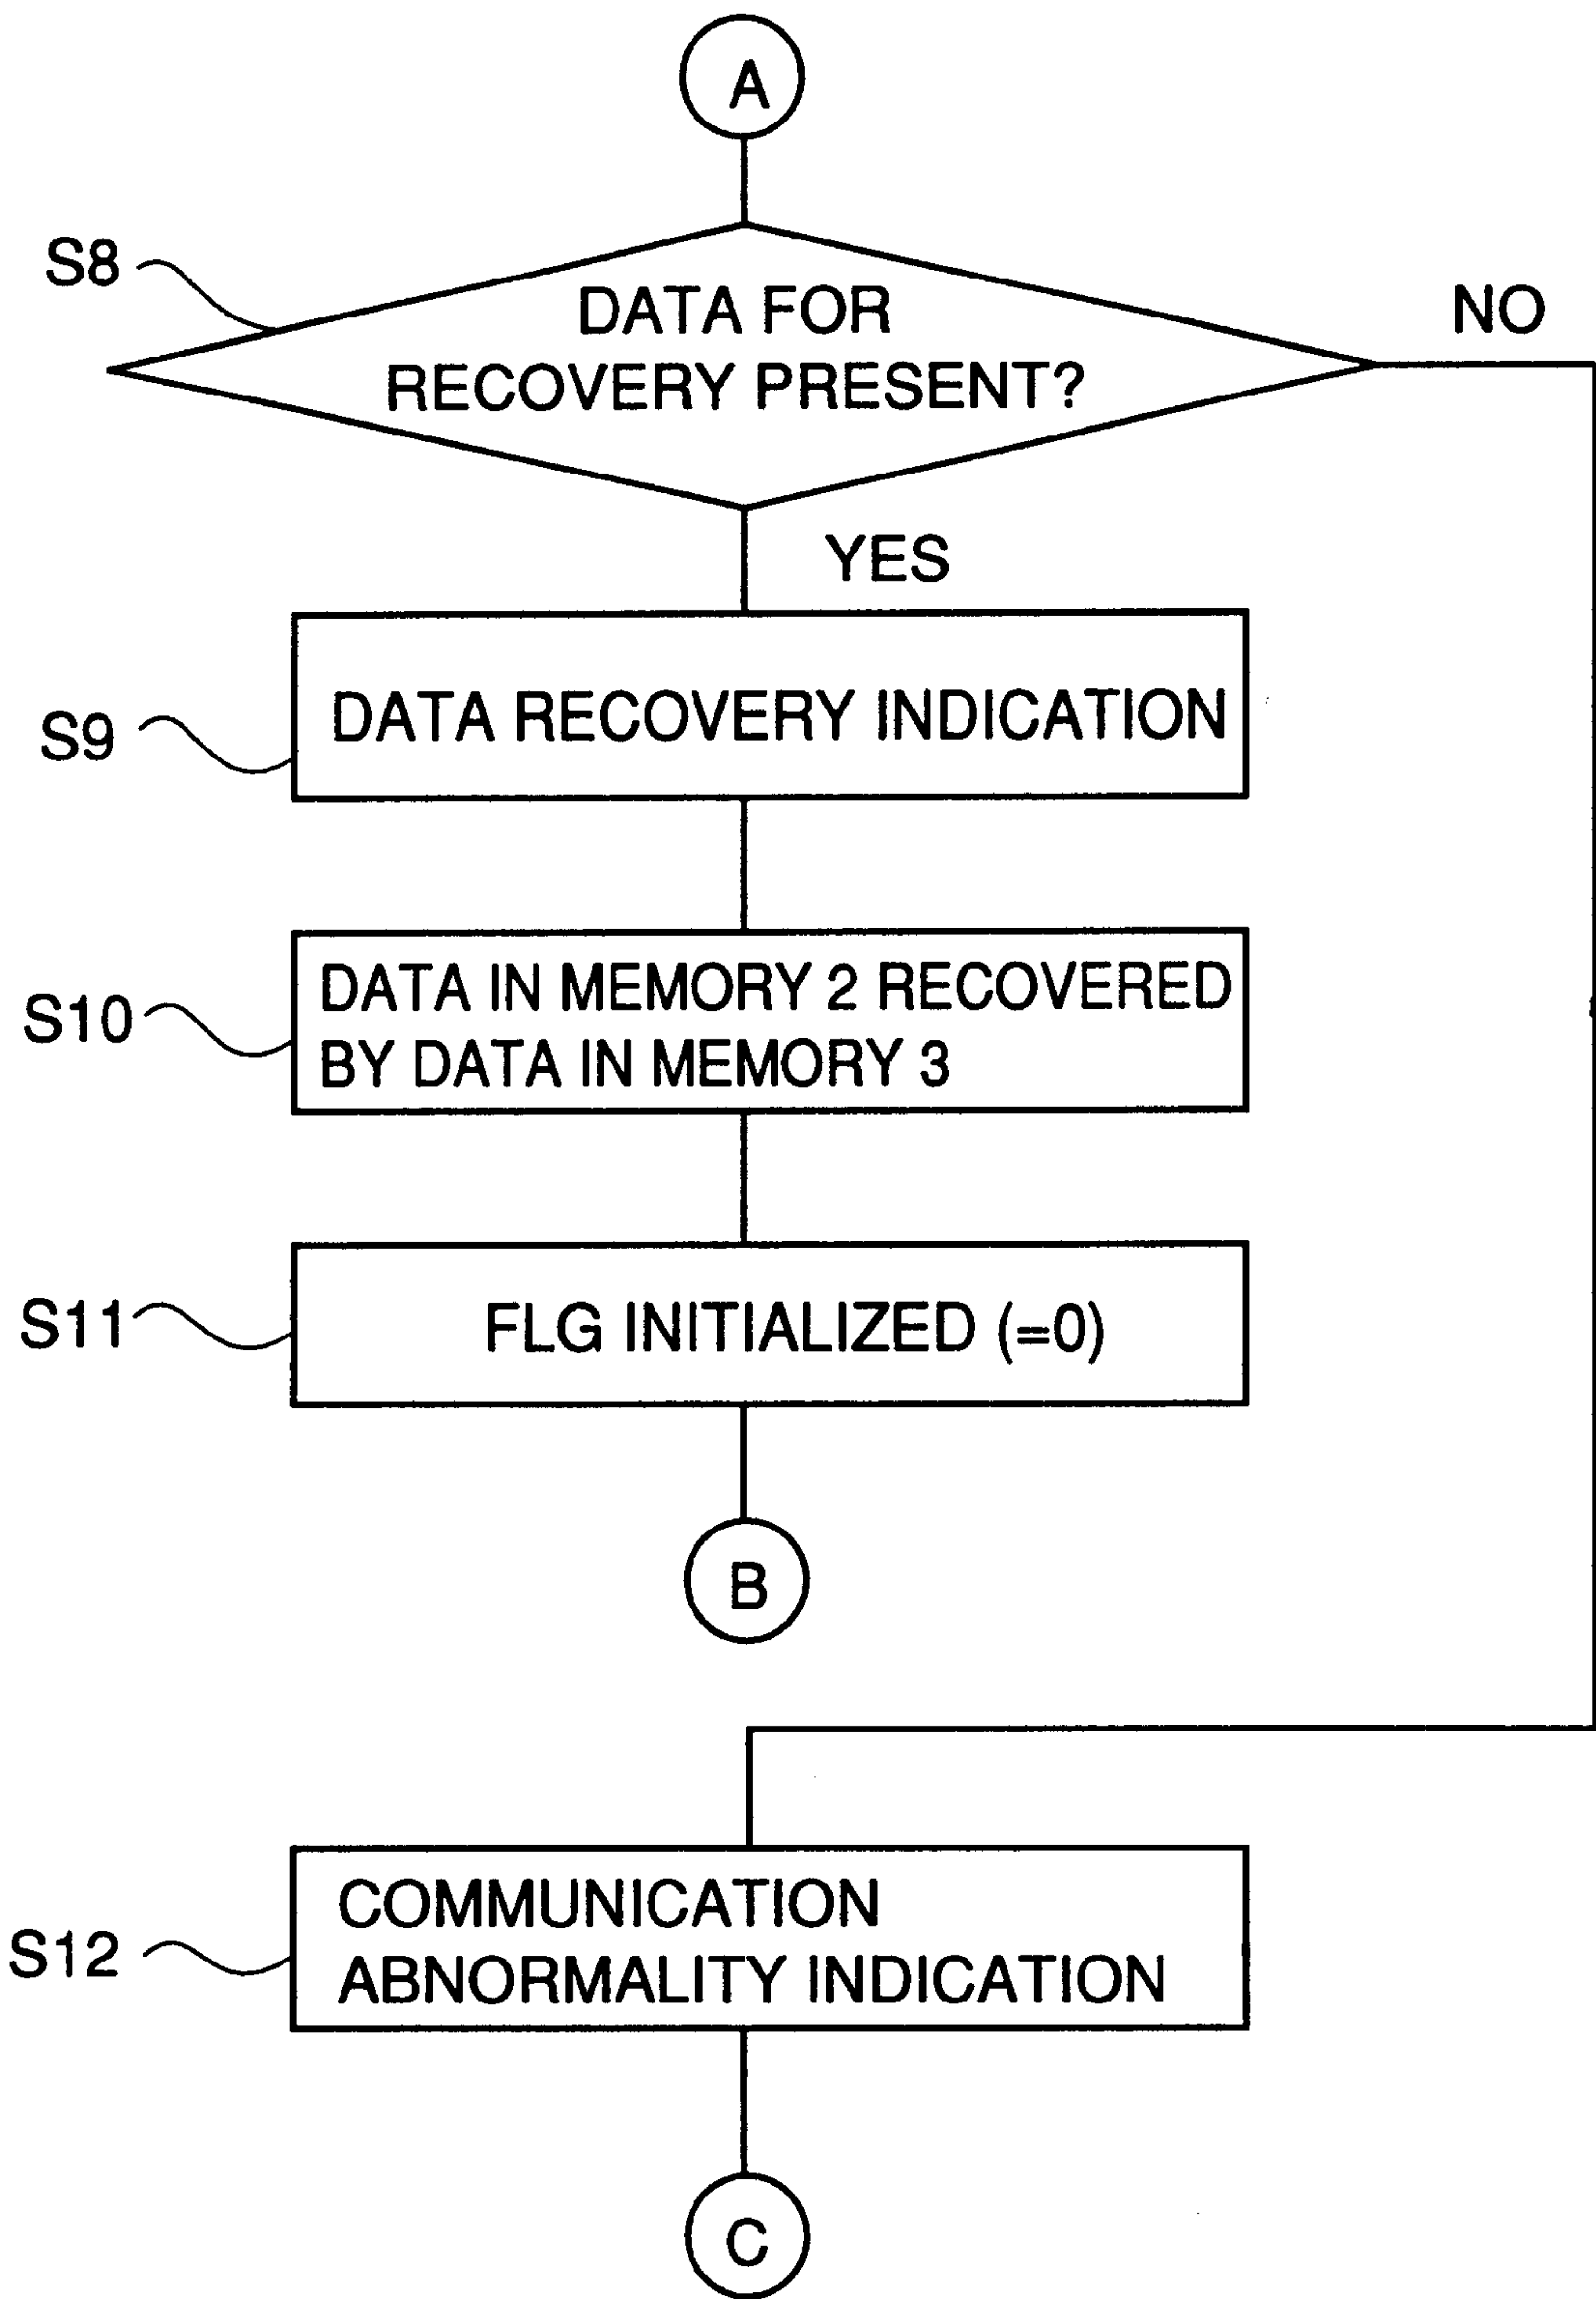 A
S8
DATA FOR
RECOVERY PRESENT?
NO
YES
S9
DATA RECOVERY INDICATION
S10
DATA IN MEMORY 2 RECOVERED
BY DATA IN MEMORY 3
S11
FLG INITIALIZED (=0)
B
S12
COMMUNICATION
ABNORMALITY INDICATION
C